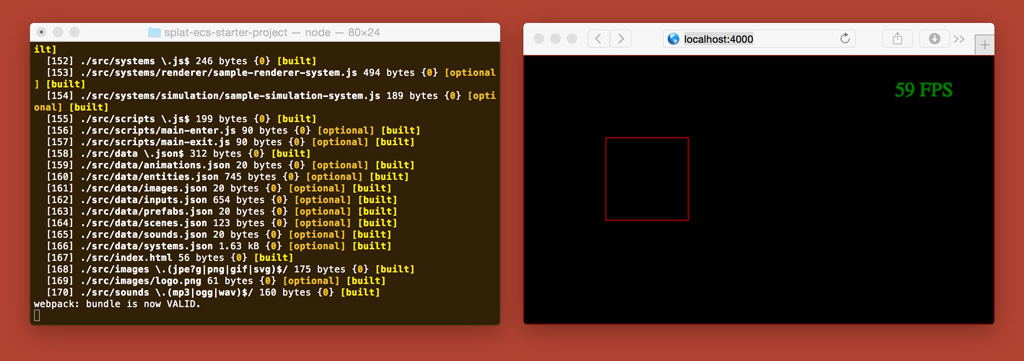 splat-ecs-starter-project — node — 80×24
ilt]
[152] ./src/systems \.js$ 246 bytes {0} [built]
[153] ./src/systems/renderer/sample-renderer-system.js 494 bytes {0} [optional
] [built]
[154] ./src/systems/simulation/sample-simulation-system.js 189 bytes {0} [opti
onal] [built]
[155] ./src/scripts \.js$ 199 bytes {0} [built]
[156] ./src/scripts/main-enter.js 90 bytes {0} [optional] [built]
[157] ./src/scripts/main-exit.js 90 bytes {0} [optional] [built]
[158] ./src/data \.json$ 312 bytes {0} [built]
[159] ./src/data/animations.json 20 bytes {0} [optional] [built]
[160] ./src/data/entities.json 745 bytes {0} [optional] [built]
[161] ./src/data/images.json 20 bytes {0} [optional] [built]
[162] ./src/data/inputs.json 654 bytes {0} [optional] [built]
[163] ./src/data/prefabs.json 20 bytes {0} [optional] [built]
[164] ./src/data/scenes.json 123 bytes {0} [optional] [built]
[165] ./src/data/sounds.json 20 bytes {0} [optional] [built]
[166] ./src/data/systems.json 1.63 kB {0} [optional] [built]
[167] ./src/index.html 56 bytes {0} [built]
[168] ./src/images \.(jpe?g|png|gif|svg)$/ 175 bytes {0} [built]
[169] ./src/images/logo.png 61 bytes {0} [optional] [built]
[170] ./src/sounds \.(mp3|ogg|wav)$/ 160 bytes {0} [built]
webpack: bundle is now VALID.
localhost:4000
59 FPS